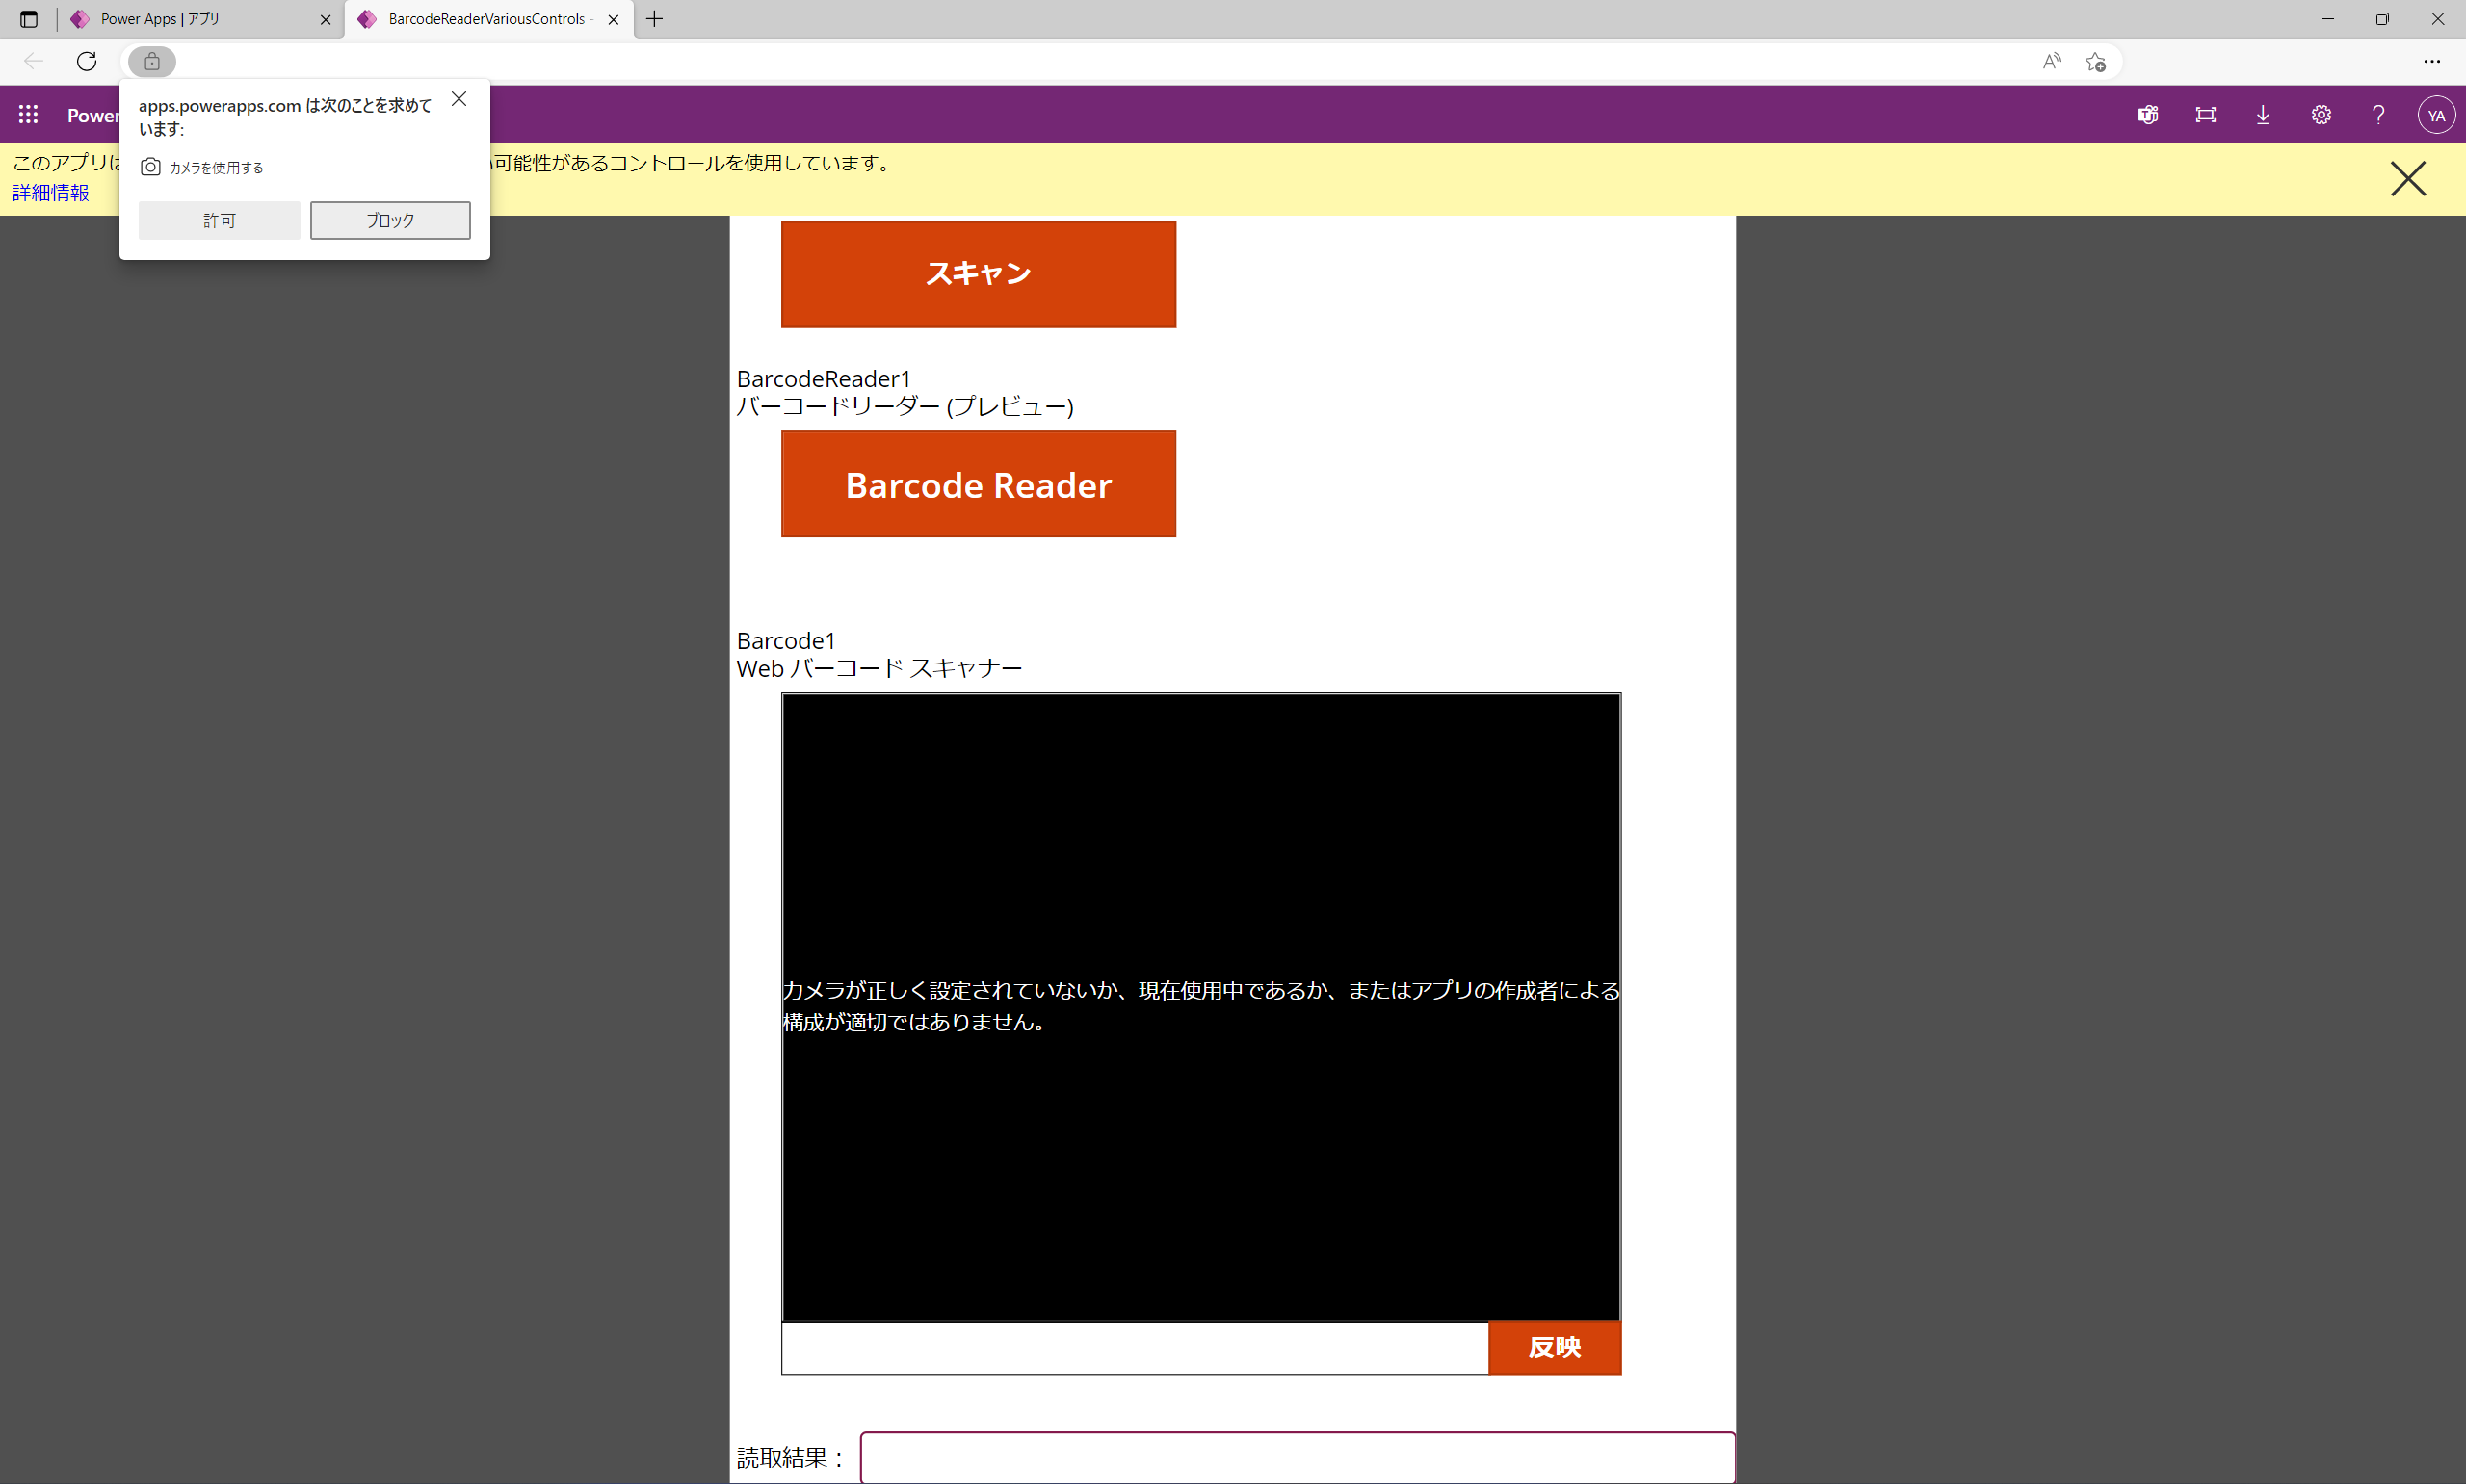 Power Apps | アプリ
BarcodeReaderVariousControls -
apps.powerapps.com は次のことを求めて
います:
カメラを使用する
許可
ブロック
Power
YA
このアプリは
可能性があるコントロールを使用しています。
詳細情報
スキャン
BarcodeReader1
バーコードリーダー (プレビュー)
Barcode Reader
Barcode1
Web バーコード スキャナー
カメラが正しく設定されていないか、現在使用中であるか、またはアプリの作成者による
構成が適切ではありません。
反映
読取結果：